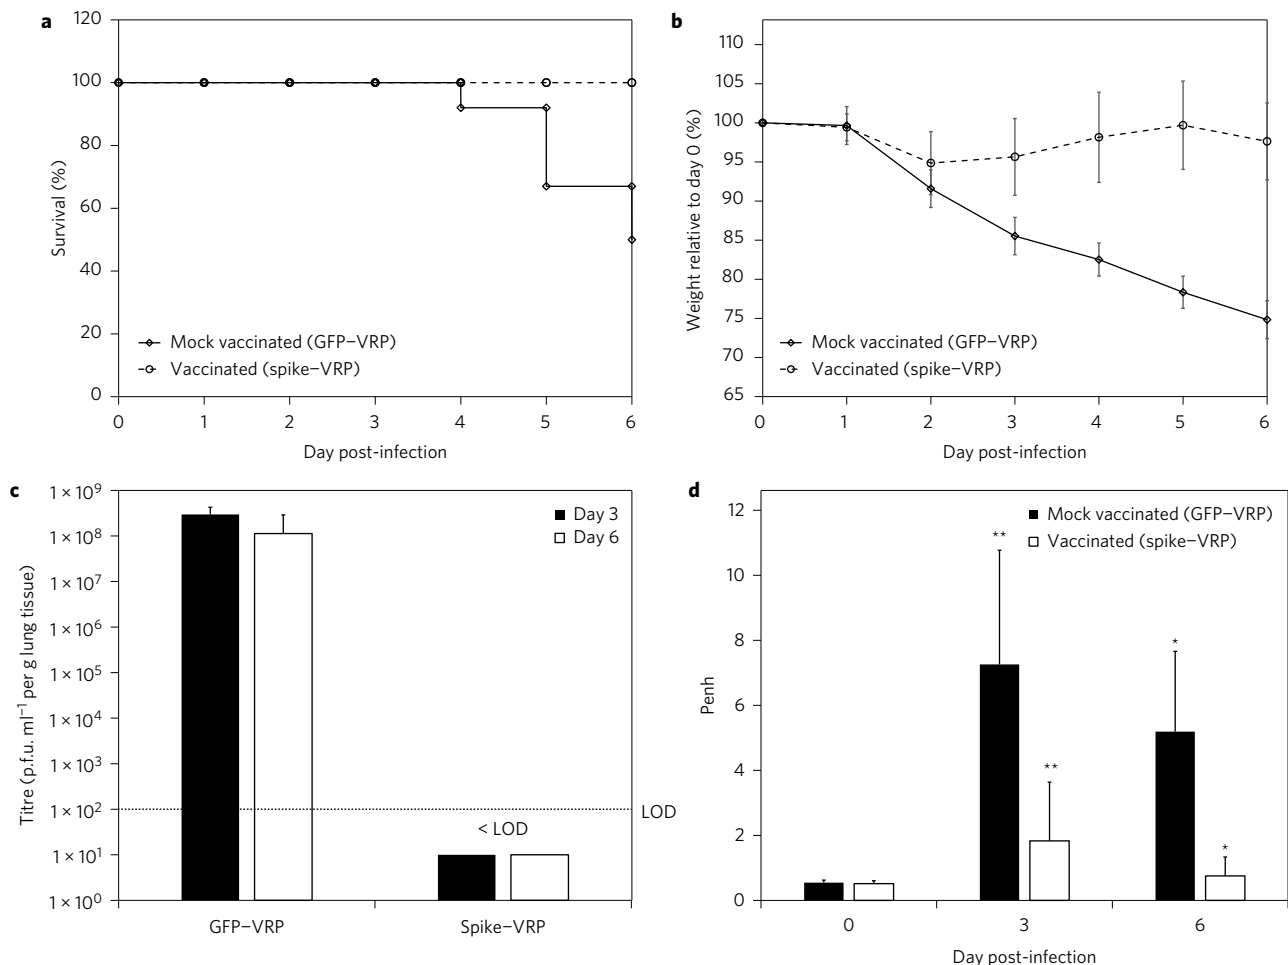 a
120
100
80
60
40
20
0
Survival (%)
Mock vaccinated (GFP−VRP)
Vaccinated (spike−VRP)
0 1 2 3 4 5 6
Day post-infection
b
110
105
100
95
90
85
80
75
70
65
Weight relative to day 0 (%)
Mock vaccinated (GFP−VRP)
Vaccinated (spike−VRP)
0 1 2 3 4 5 6
Day post-infection
c
1 × 10⁹
1 × 10⁸
1 × 10⁷
1 × 10⁶
1 × 10⁵
1 × 10⁴
1 × 10³
1 × 10²
1 × 10¹
1 × 10⁰
Titre (p.f.u. ml⁻¹ per g lung tissue)
Day 3
Day 6
LOD
< LOD
GFP−VRP Spike−VRP
d
12
10
8
6
4
2
0
Penh
Mock vaccinated (GFP−VRP)
Vaccinated (spike−VRP)
**
**
*
*
0 3 6
Day post-infection